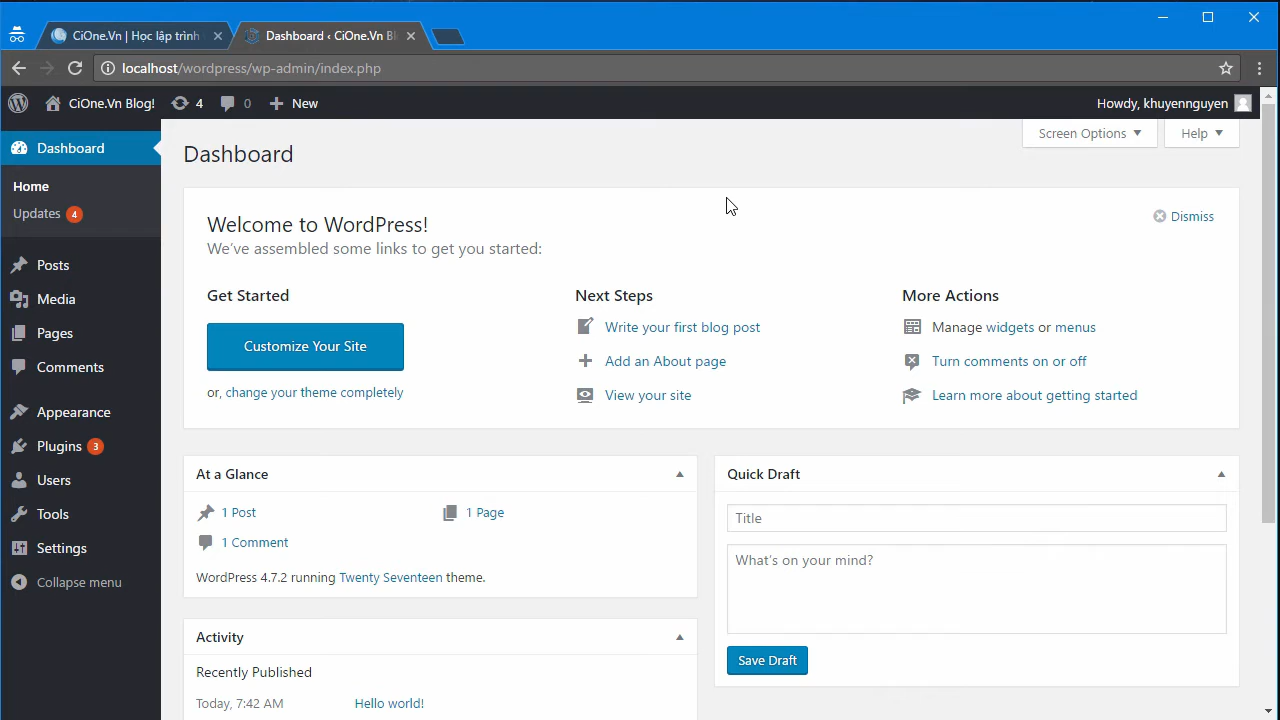 CiOne.Vn | Học lập trình
Dashboard ‹ CiOne.Vn Bl
localhost/wordpress/wp-admin/index.php
CiOne.Vn Blog! 4 0 New Howdy, khuyennguyen
Screen Options Help
Dashboard
Home
Updates 4
Posts
Media
Pages
Comments
Appearance
Plugins 3
Users
Tools
Settings
Collapse menu
Dashboard
Welcome to WordPress!
Dismiss
We've assembled some links to get you started:
Get Started
Customize Your Site
or, change your theme completely
Next Steps
Write your first blog post
Add an About page
View your site
More Actions
Manage widgets or menus
Turn comments on or off
Learn more about getting started
At a Glance
1 Post 1 Page
1 Comment
WordPress 4.7.2 running Twenty Seventeen theme.
Activity
Recently Published
Today, 7:42 AM Hello world!
Quick Draft
Title
What's on your mind?
Save Draft